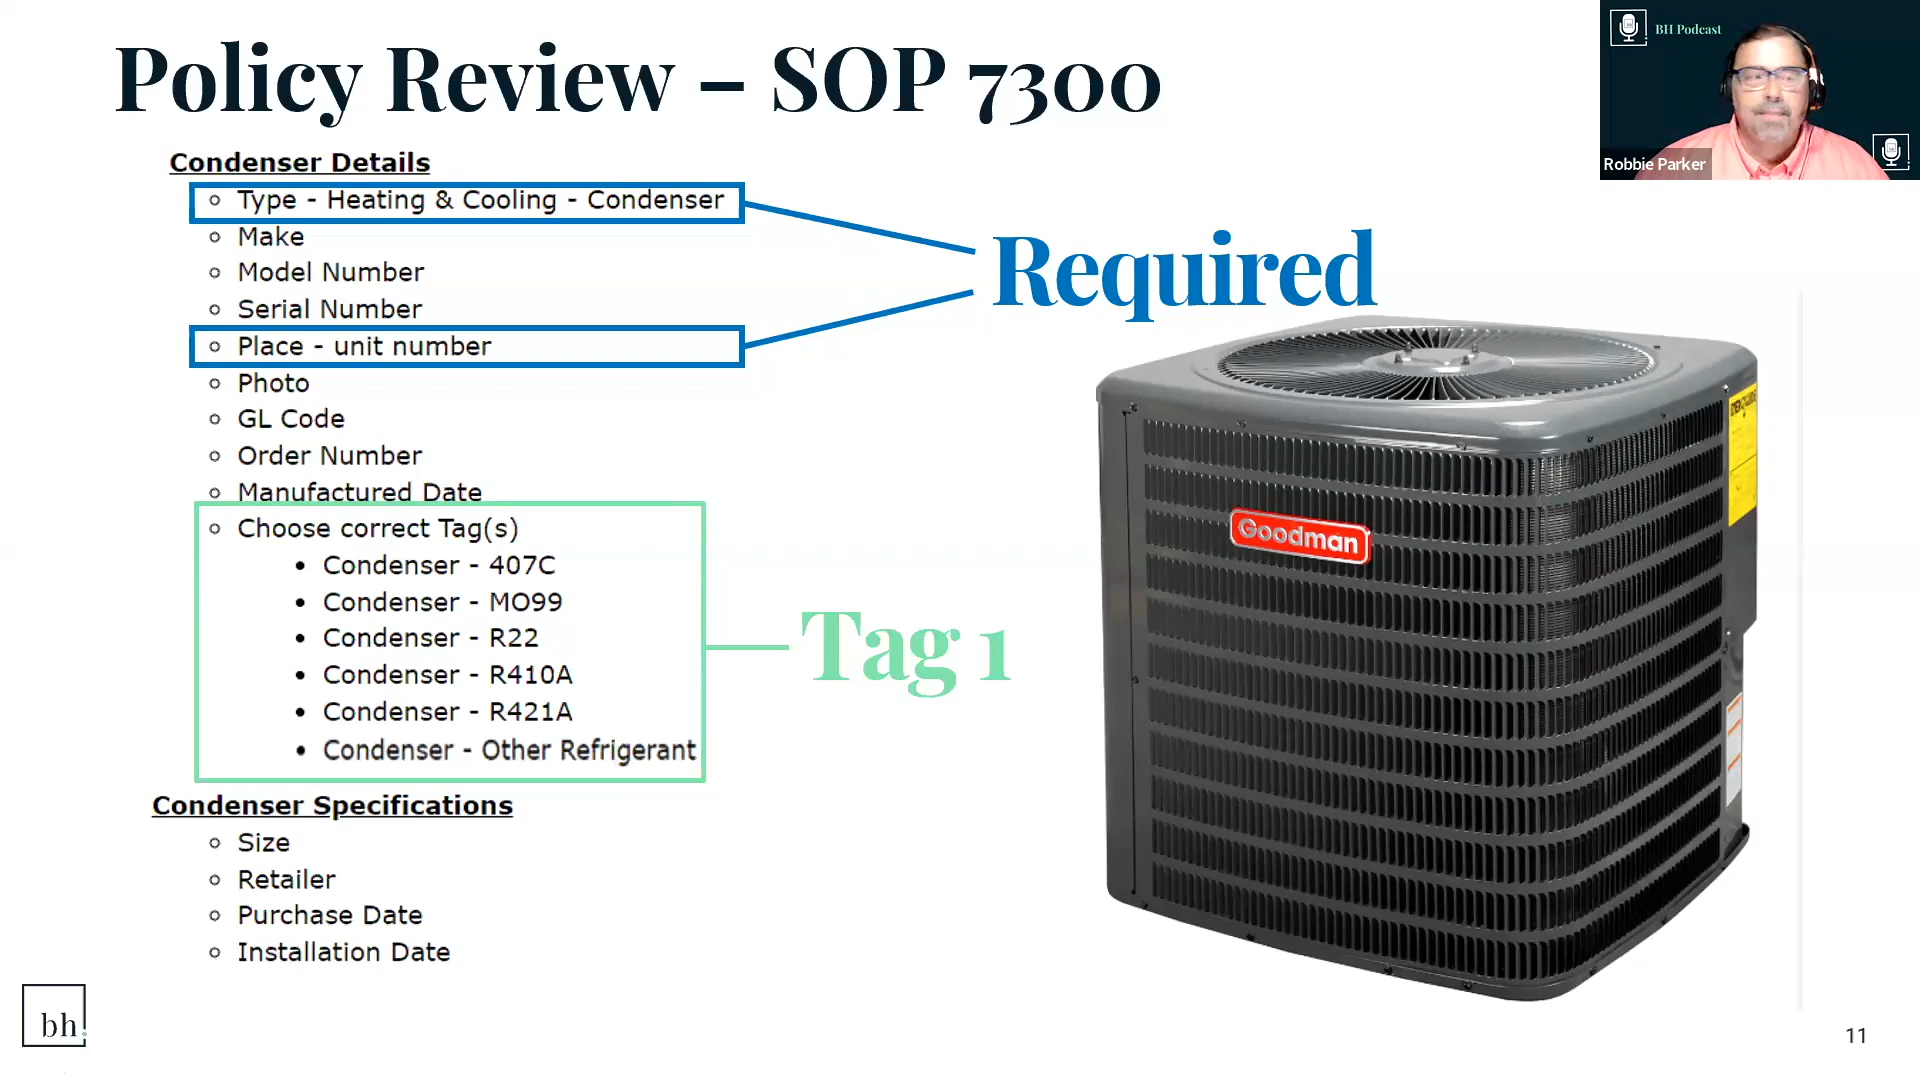 Policy Review – SOP 7300
BH Podcast
Robbie Parker
Condenser Details
Type - Heating & Cooling - Condenser
Make
Model Number
Serial Number
Place - unit number
Photo
GL Code
Order Number
Manufactured Date
Choose correct Tag(s)
Condenser - 407C
Condenser - MO99
Condenser - R22
Condenser - R410A
Condenser - R421A
Condenser - Other Refrigerant
Required
Tag 1
Goodman
Condenser Specifications
Size
Retailer
Purchase Date
Installation Date
bh
11